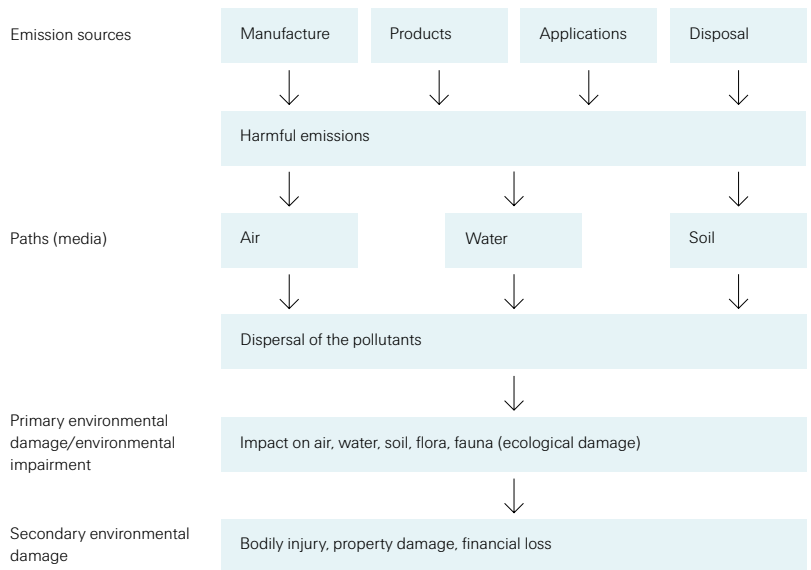 Emission sources
Manufacture
Products
Applications
Disposal
Harmful emissions
Paths (media)
Air
Water
Soil
Dispersal of the pollutants
Primary environmental
damage/environmental
impairment
Impact on air, water, soil, flora, fauna (ecological damage)
Secondary environmental
damage
Bodily injury, property damage, financial loss